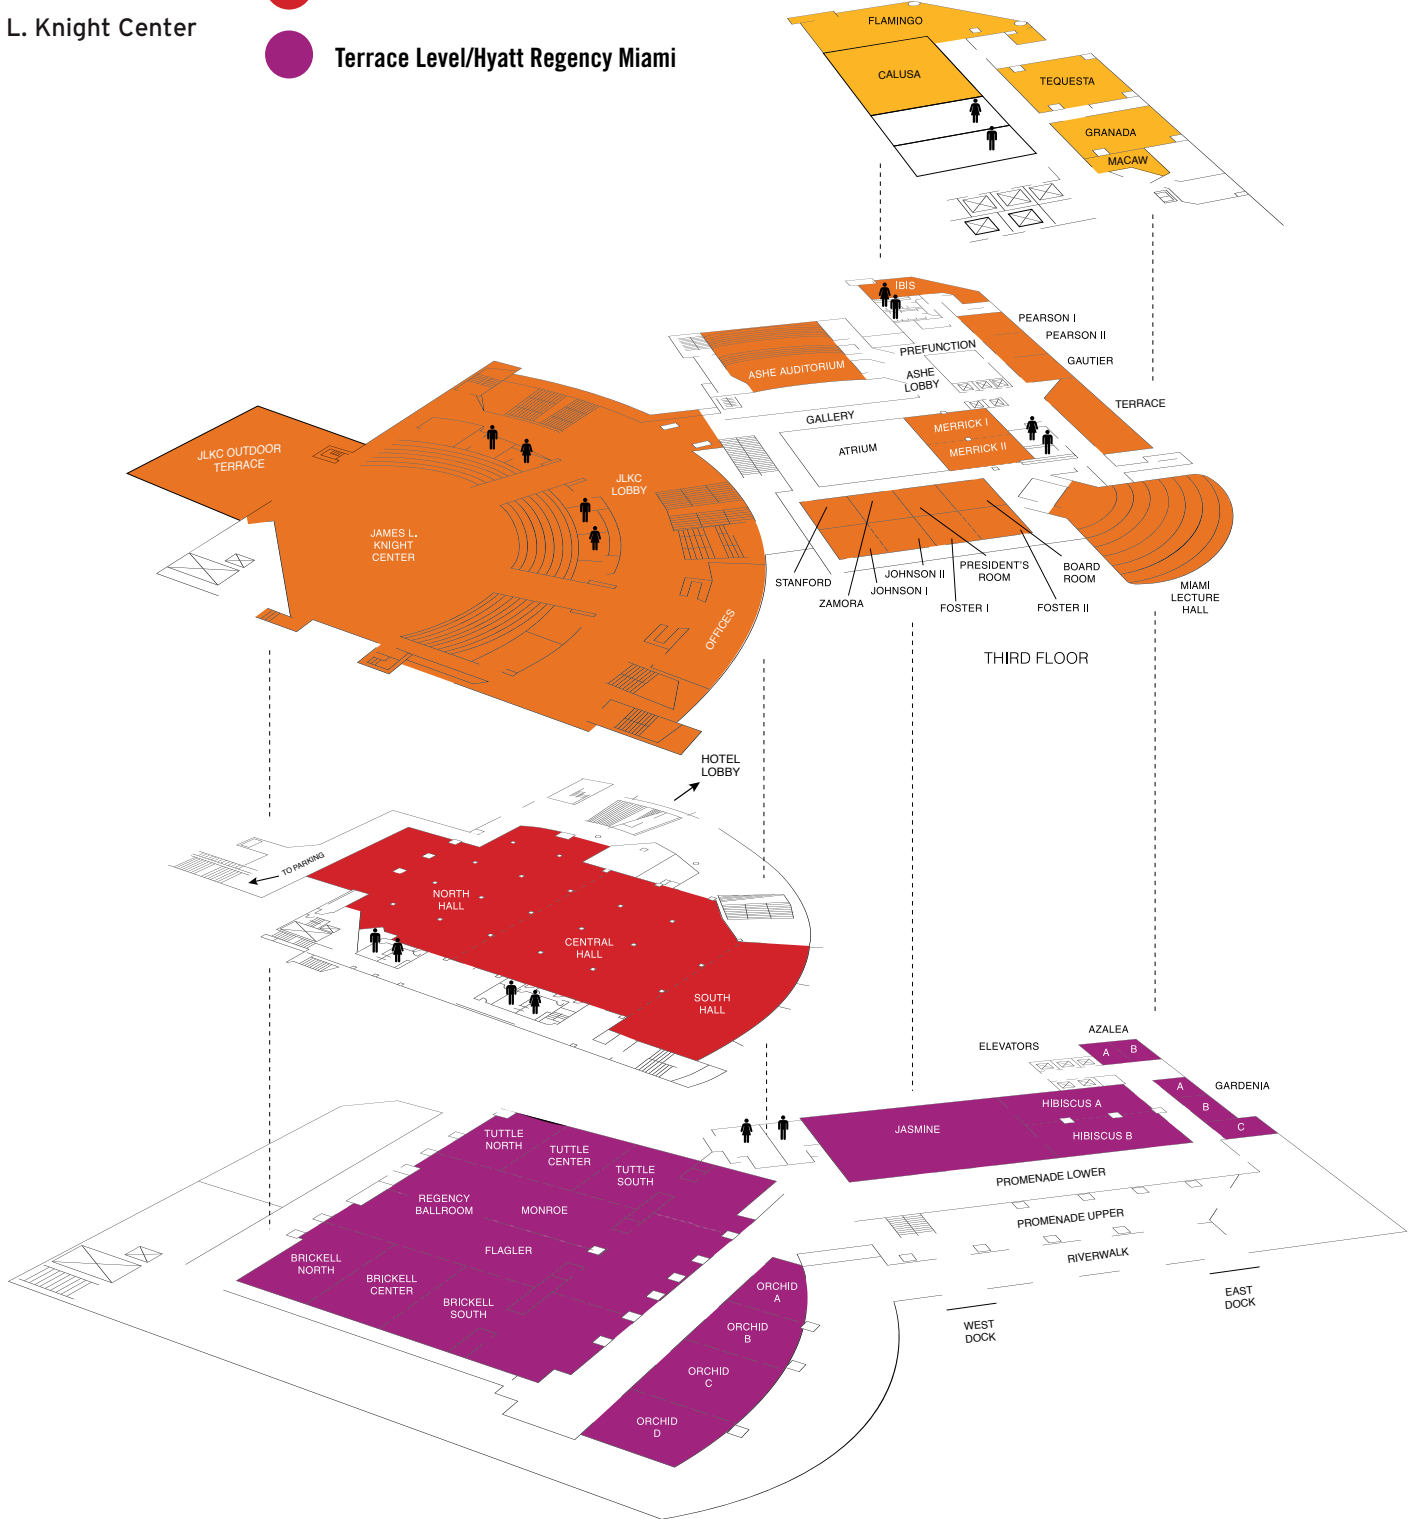 L. Knight Center
Terrace Level/Hyatt Regency Miami
FLAMINGO
CALUSA
TEQUESTA
GRANADA
MACAW
IBIS
PEARSON I
PEARSON II
GAUTIER
TERRACE
PREFUNCTION
ASHE
LOBBY
ASHE AUDITORIUM
GALLERY
ATRIUM
MERRICK I
MERRICK II
JLKC OUTDOOR
TERRACE
JLKC
LOBBY
JAMES L.
KNIGHT
CENTER
OFFICES
STANFORD
ZAMORA
JOHNSON II
JOHNSON I
PRESIDENT'S
ROOM
FOSTER I
BOARD
ROOM
FOSTER II
MIAMI
LECTURE
HALL
THIRD FLOOR
HOTEL
LOBBY
TO PARKING
NORTH
HALL
CENTRAL
HALL
SOUTH
HALL
AZALEA
A
B
ELEVATORS
GARDENIA
A
B
C
HIBISCUS A
HIBISCUS B
JASMINE
PROMENADE LOWER
PROMENADE UPPER
RIVERWALK
EAST
DOCK
WEST
DOCK
TUTTLE
NORTH
TUTTLE
CENTER
TUTTLE
SOUTH
REGENCY
BALLROOM
MONROE
FLAGLER
BRICKELL
NORTH
BRICKELL
CENTER
BRICKELL
SOUTH
ORCHID
A
ORCHID
B
ORCHID
C
ORCHID
D